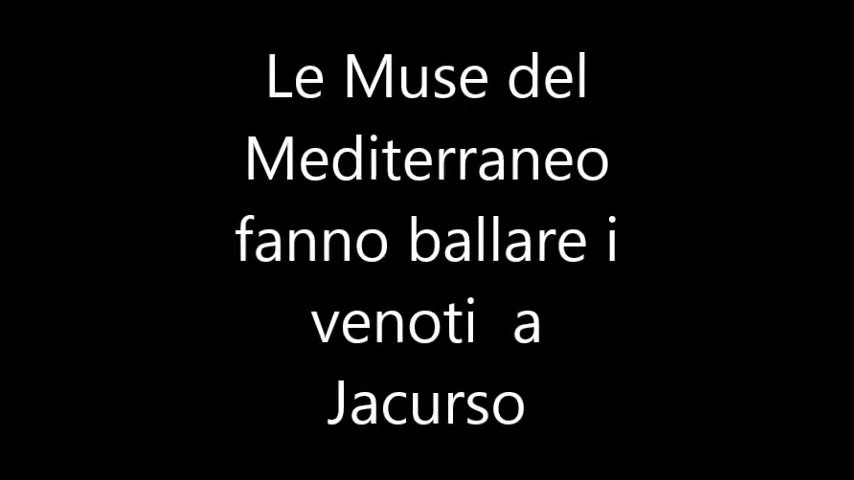 Le Muse del
Mediterraneo
fanno ballare i
venoti  a
Jacurso